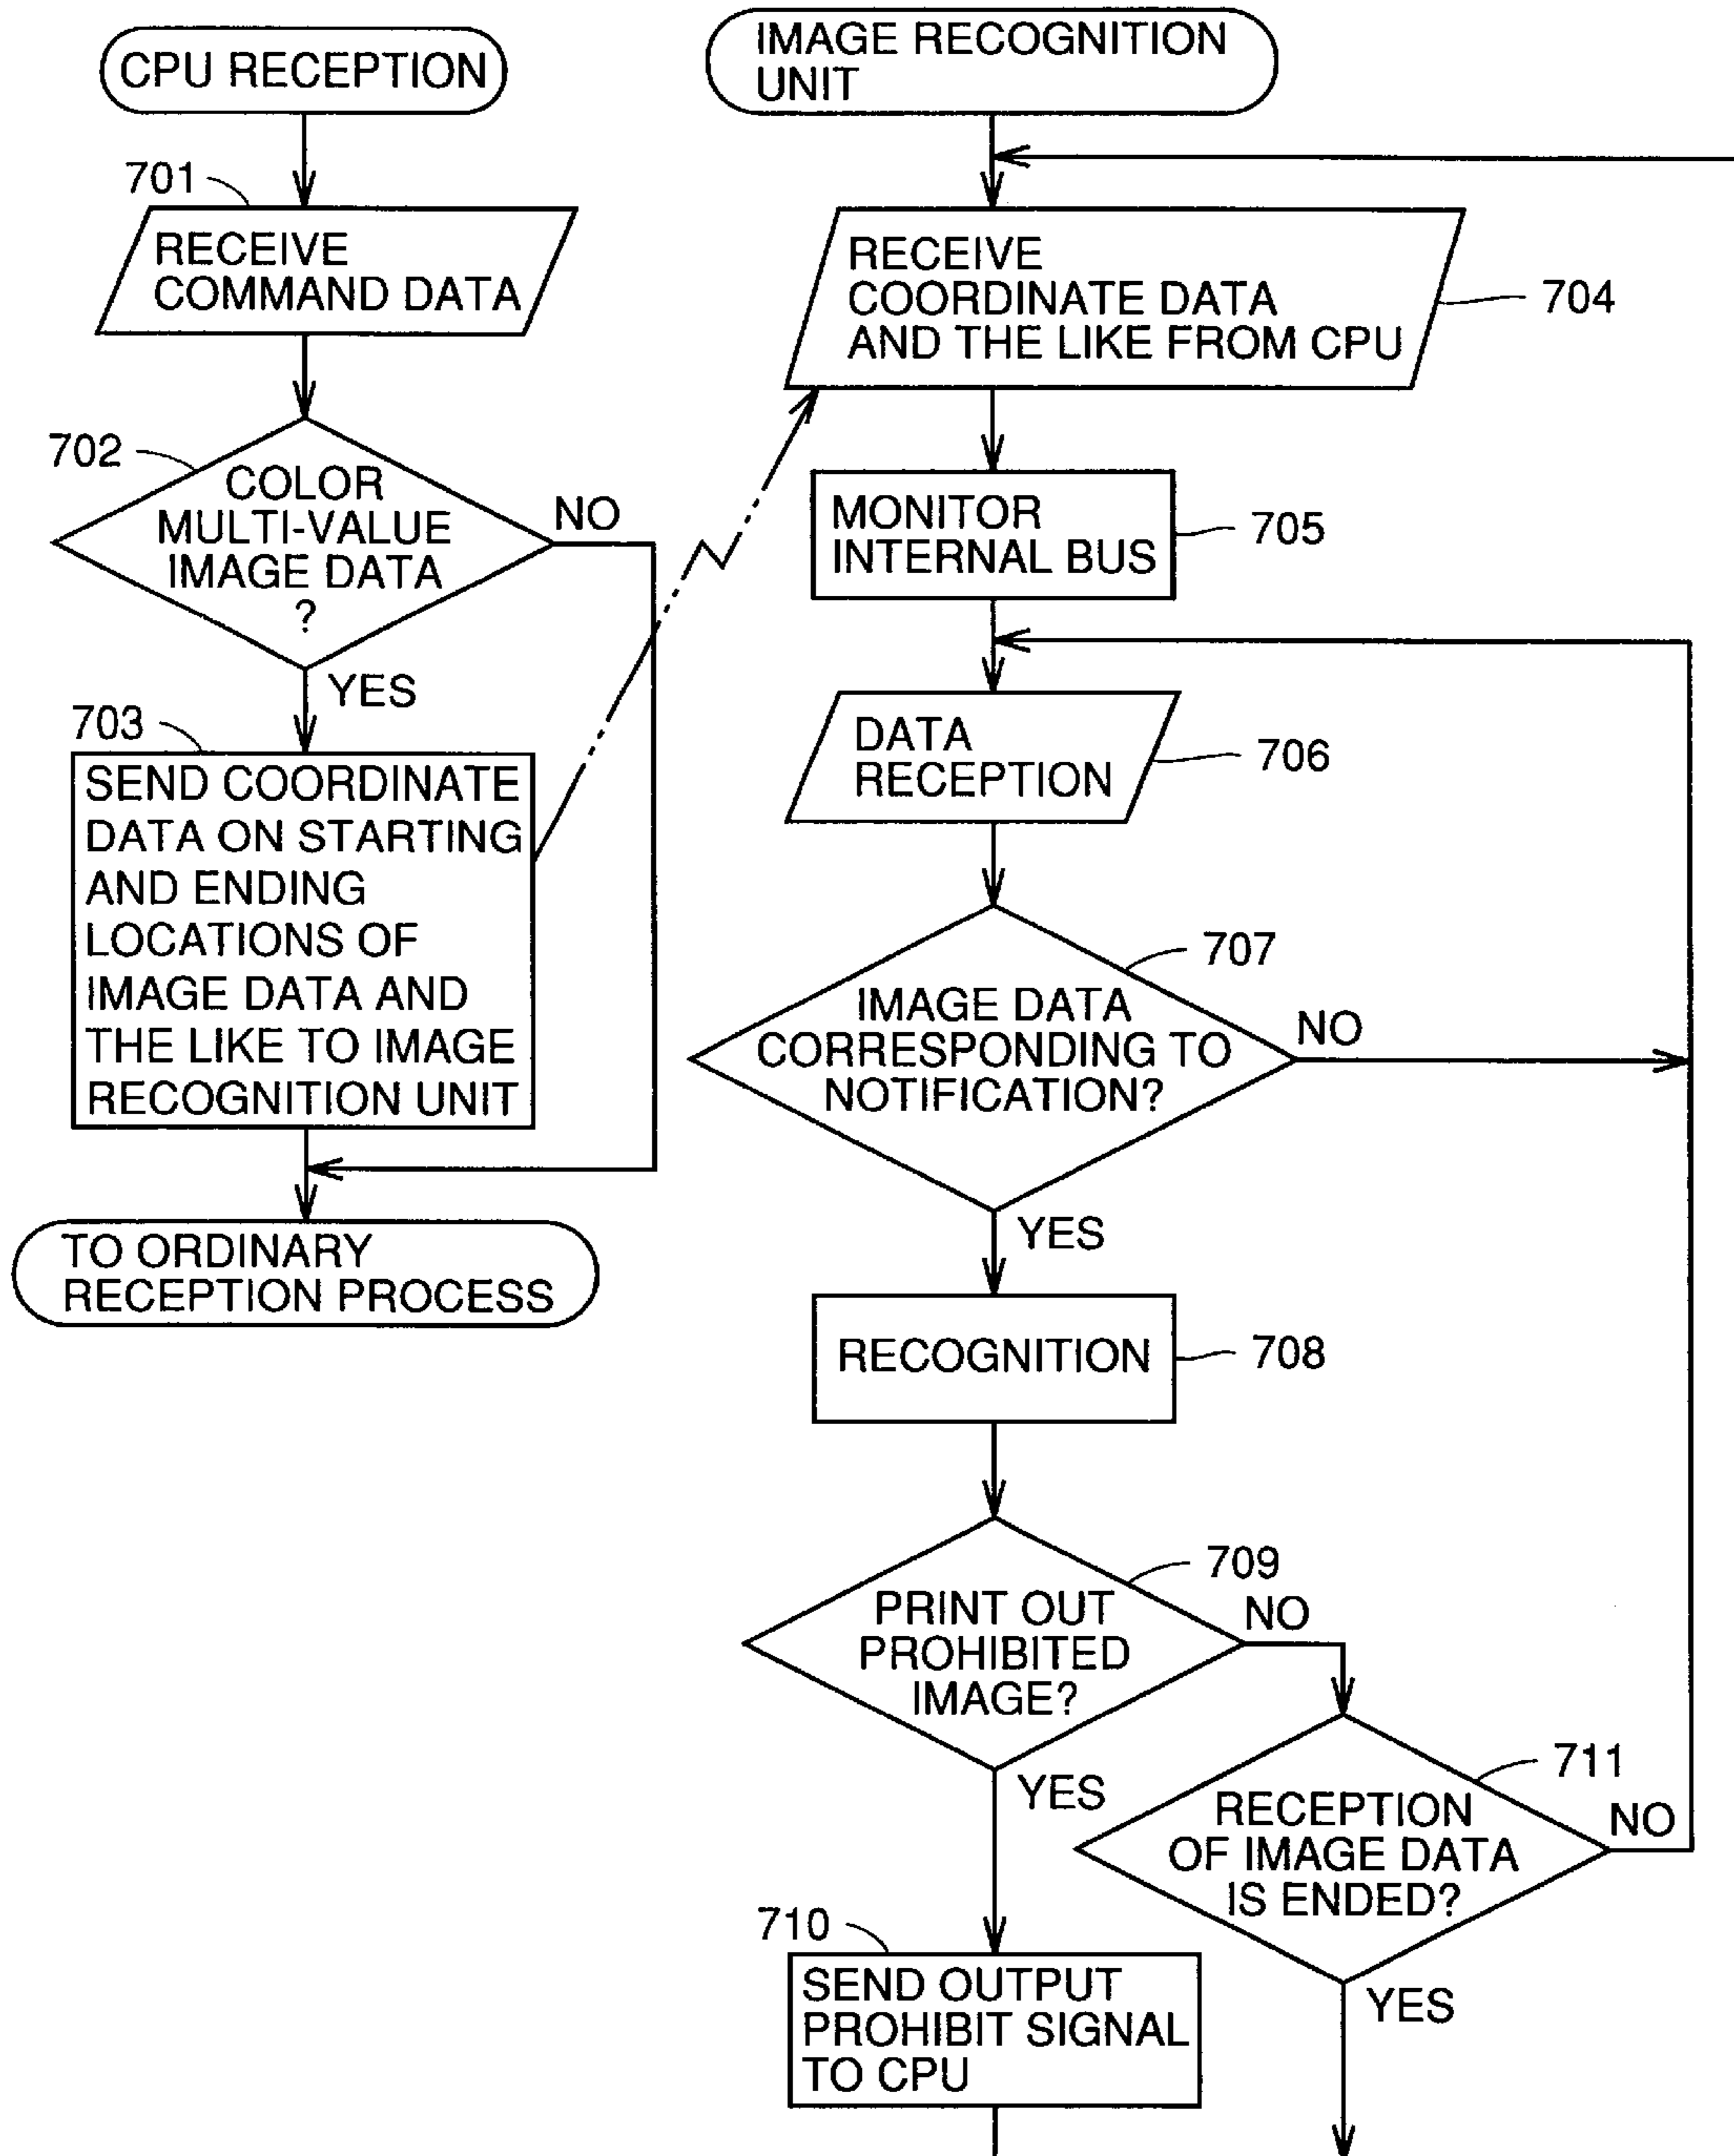 CPU RECEPTION
701
RECEIVE
COMMAND DATA
702
COLOR
MULTI-VALUE
IMAGE DATA
?
NO
YES
703
SEND COORDINATE
DATA ON STARTING
AND ENDING
LOCATIONS OF
IMAGE DATA AND
THE LIKE TO IMAGE
RECOGNITION UNIT
TO ORDINARY
RECEPTION PROCESS
IMAGE RECOGNITION
UNIT
RECEIVE
COORDINATE DATA
AND THE LIKE FROM CPU
704
MONITOR
INTERNAL BUS
705
DATA
RECEPTION
706
707
IMAGE DATA
CORRESPONDING TO
NOTIFICATION?
NO
YES
RECOGNITION
708
709
PRINT OUT
PROHIBITED
IMAGE?
NO
YES
711
RECEPTION
OF IMAGE DATA
IS ENDED?
NO
YES
710
SEND OUTPUT
PROHIBIT SIGNAL
TO CPU